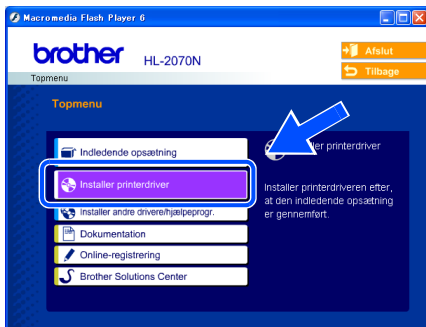 Macromedia Flash Player 6
brother
HL-2070N
Afslut
Tilbage
Topmenu
Topmenu
Indledende opsætning
Installer printerdriver
Installer andre drivere/hjælpeprogr.
Dokumentation
Online-registrering
Brother Solutions Center
printerdriver
Installer printerdriveren efter,
at den indledende opsætning
er gennemført.